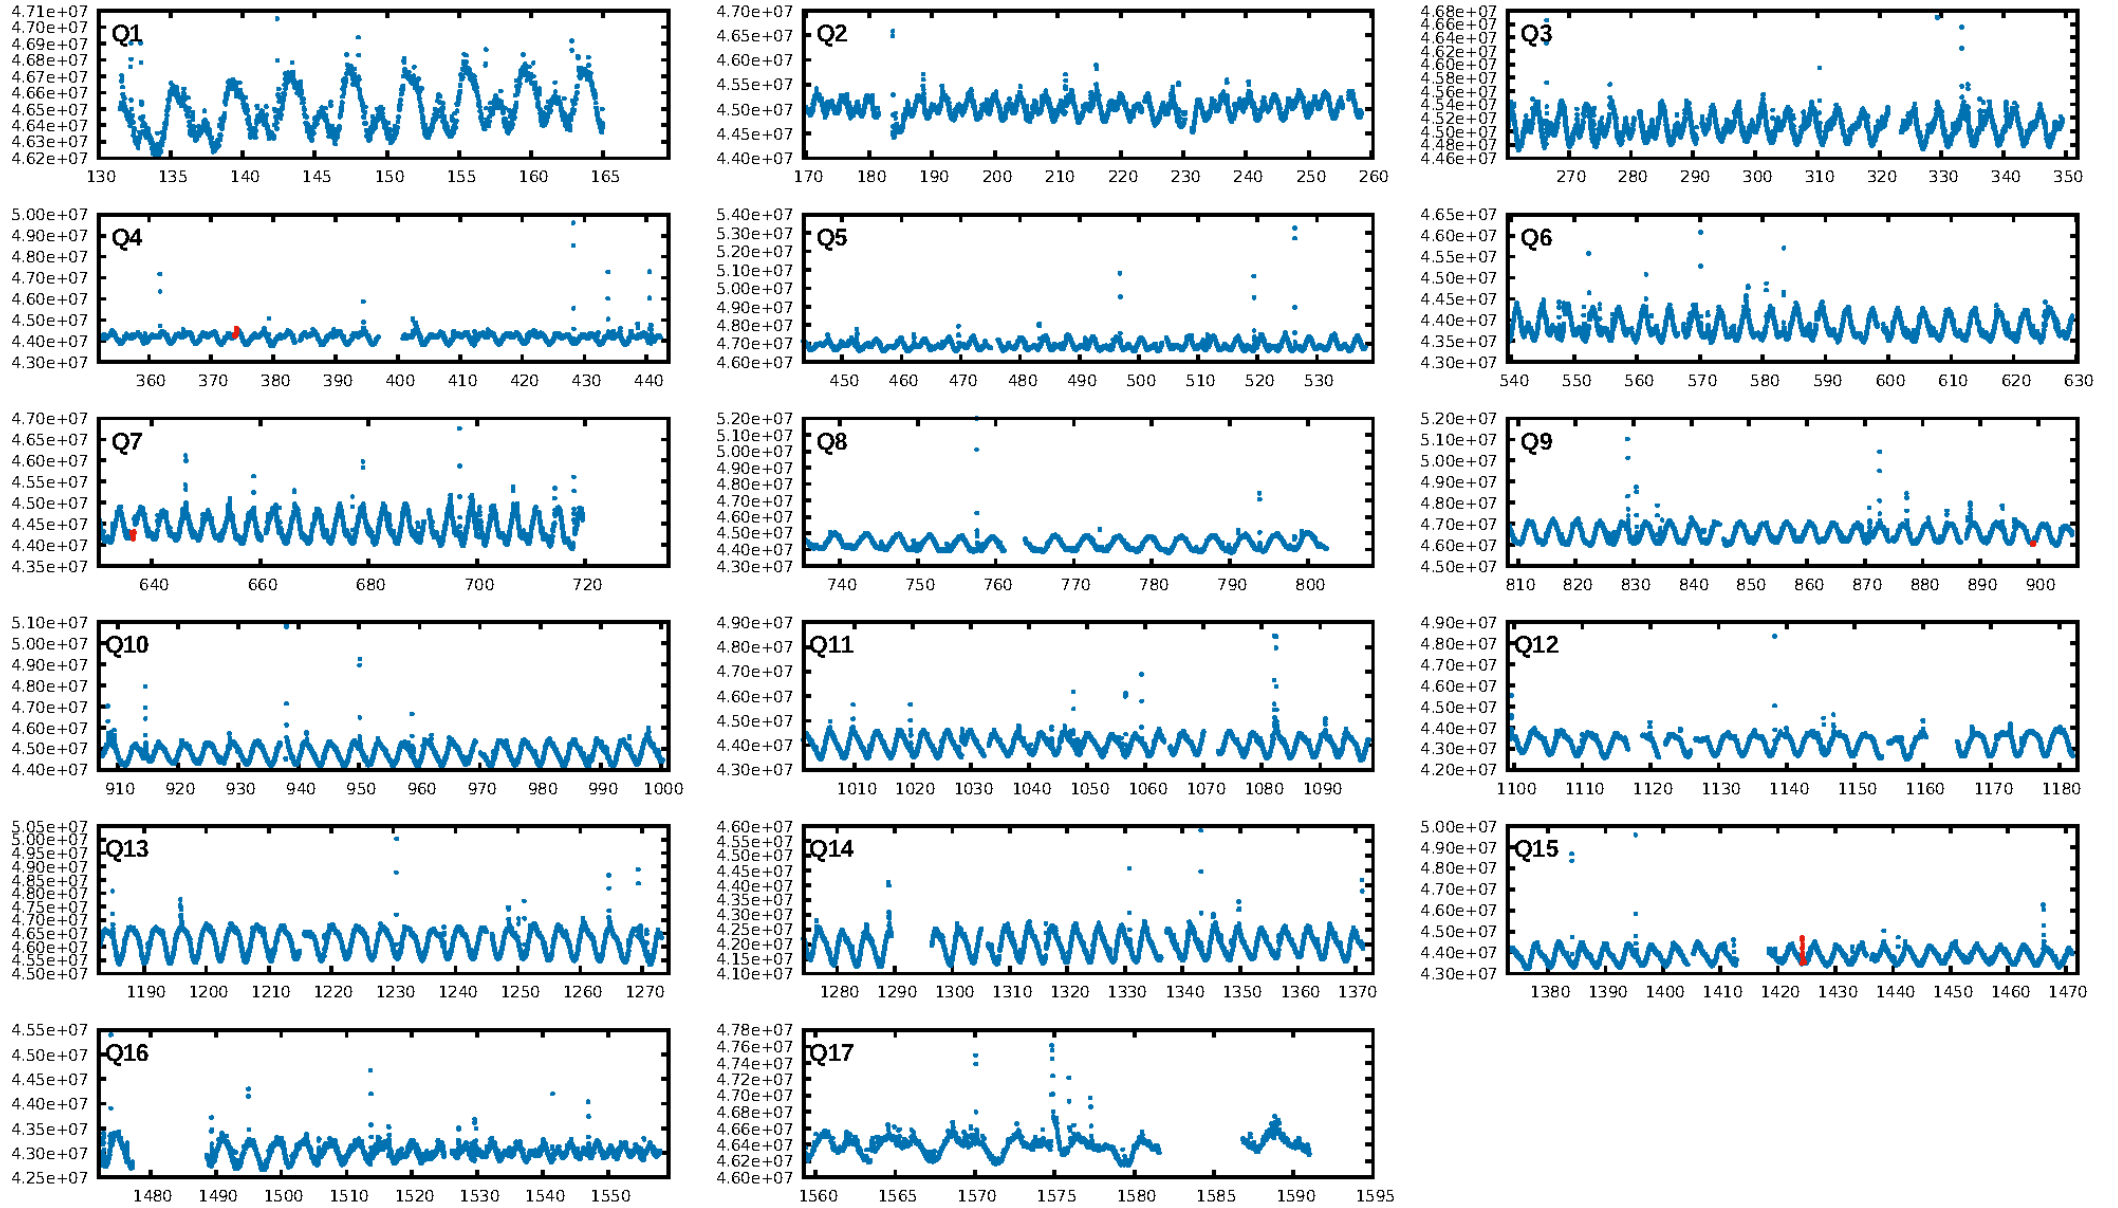 Q1
4.71e+07
4.70e+07
4.69e+07
4.68e+07
4.67e+07
4.66e+07
4.65e+07
4.64e+07
4.63e+07
4.62e+07
130 135 140 145 150 155 160 165
Q2
4.70e+07
4.65e+07
4.60e+07
4.55e+07
4.50e+07
4.45e+07
4.40e+07
170 180 190 200 210 220 230 240 250 260
Q3
4.68e+07
4.66e+07
4.64e+07
4.62e+07
4.60e+07
4.58e+07
4.56e+07
4.54e+07
4.52e+07
4.50e+07
4.48e+07
4.46e+07
270 280 290 300 310 320 330 340 350
Q4
5.00e+07
4.90e+07
4.80e+07
4.70e+07
4.60e+07
4.50e+07
4.40e+07
4.30e+07
360 370 380 390 400 410 420 430 440
Q5
5.40e+07
5.30e+07
5.20e+07
5.10e+07
5.00e+07
4.90e+07
4.80e+07
4.70e+07
4.60e+07
450 460 470 480 490 500 510 520 530
Q6
4.65e+07
4.60e+07
4.55e+07
4.50e+07
4.45e+07
4.40e+07
4.35e+07
4.30e+07
540 550 560 570 580 590 600 610 620 630
Q7
4.70e+07
4.65e+07
4.60e+07
4.55e+07
4.50e+07
4.45e+07
4.40e+07
4.35e+07
640 660 680 700 720
Q8
5.20e+07
5.10e+07
5.00e+07
4.90e+07
4.80e+07
4.70e+07
4.60e+07
4.50e+07
4.40e+07
4.30e+07
740 750 760 770 780 790 800
Q9
5.20e+07
5.10e+07
5.00e+07
4.90e+07
4.80e+07
4.70e+07
4.60e+07
4.50e+07
810 820 830 840 850 860 870 880 890 900
Q10
5.10e+07
5.00e+07
4.90e+07
4.80e+07
4.70e+07
4.60e+07
4.50e+07
4.40e+07
910 920 930 940 950 960 970 980 990 1000
Q11
4.90e+07
4.80e+07
4.70e+07
4.60e+07
4.50e+07
4.40e+07
4.30e+07
1010 1020 1030 1040 1050 1060 1070 1080 1090
Q12
4.90e+07
4.80e+07
4.70e+07
4.60e+07
4.50e+07
4.40e+07
4.30e+07
4.20e+07
1100 1110 1120 1130 1140 1150 1160 1170 1180
Q13
5.05e+07
5.00e+07
4.95e+07
4.90e+07
4.85e+07
4.80e+07
4.75e+07
4.70e+07
4.65e+07
4.60e+07
4.55e+07
4.50e+07
1190 1200 1210 1220 1230 1240 1250 1260 1270
Q14
4.60e+07
4.55e+07
4.50e+07
4.45e+07
4.40e+07
4.35e+07
4.30e+07
4.25e+07
4.20e+07
4.15e+07
4.10e+07
1280 1290 1300 1310 1320 1330 1340 1350 1360 1370
Q15
5.00e+07
4.90e+07
4.80e+07
4.70e+07
4.60e+07
4.50e+07
4.40e+07
4.30e+07
1380 1390 1400 1410 1420 1430 1440 1450 1460 1470
Q16
4.55e+07
4.50e+07
4.45e+07
4.40e+07
4.35e+07
4.30e+07
4.25e+07
1480 1490 1500 1510 1520 1530 1540 1550
Q17
4.78e+07
4.76e+07
4.74e+07
4.72e+07
4.70e+07
4.68e+07
4.66e+07
4.64e+07
4.62e+07
4.60e+07
1560 1565 1570 1575 1580 1585 1590 1595